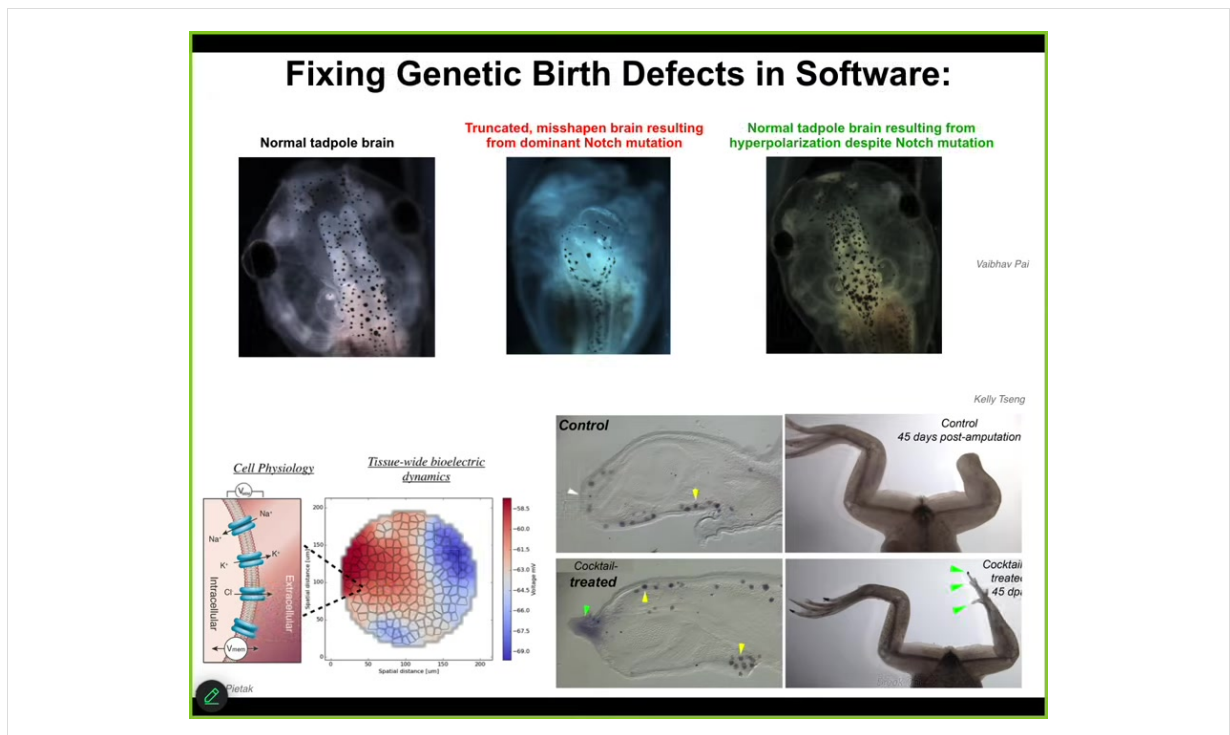 Fixing Genetic Birth Defects in Software:
Normal tadpole brain
Truncated, misshapen brain resulting
from dominant Notch mutation
Normal tadpole brain resulting from
hyperpolarization despite Notch mutation
Vaibhav Pai
Kelly Tseng
Cell Physiology
Na⁺
Na⁺
K⁺
K⁺
Cl⁻
Intracellular
Extracellular
Vmem
Tissue-wide bioelectric
dynamics
200
150
100
50
0
Spatial distance [um]
0
50
100
150
200
Spatial distance [um]
−58.5
−60.0
−61.5
−63.0
−64.5
−66.0
−67.5
−69.0
Voltage mV
Pietak
Control
Control
45 days post-amputation
Cocktail-
treated
Cocktail
treated
45 dpa